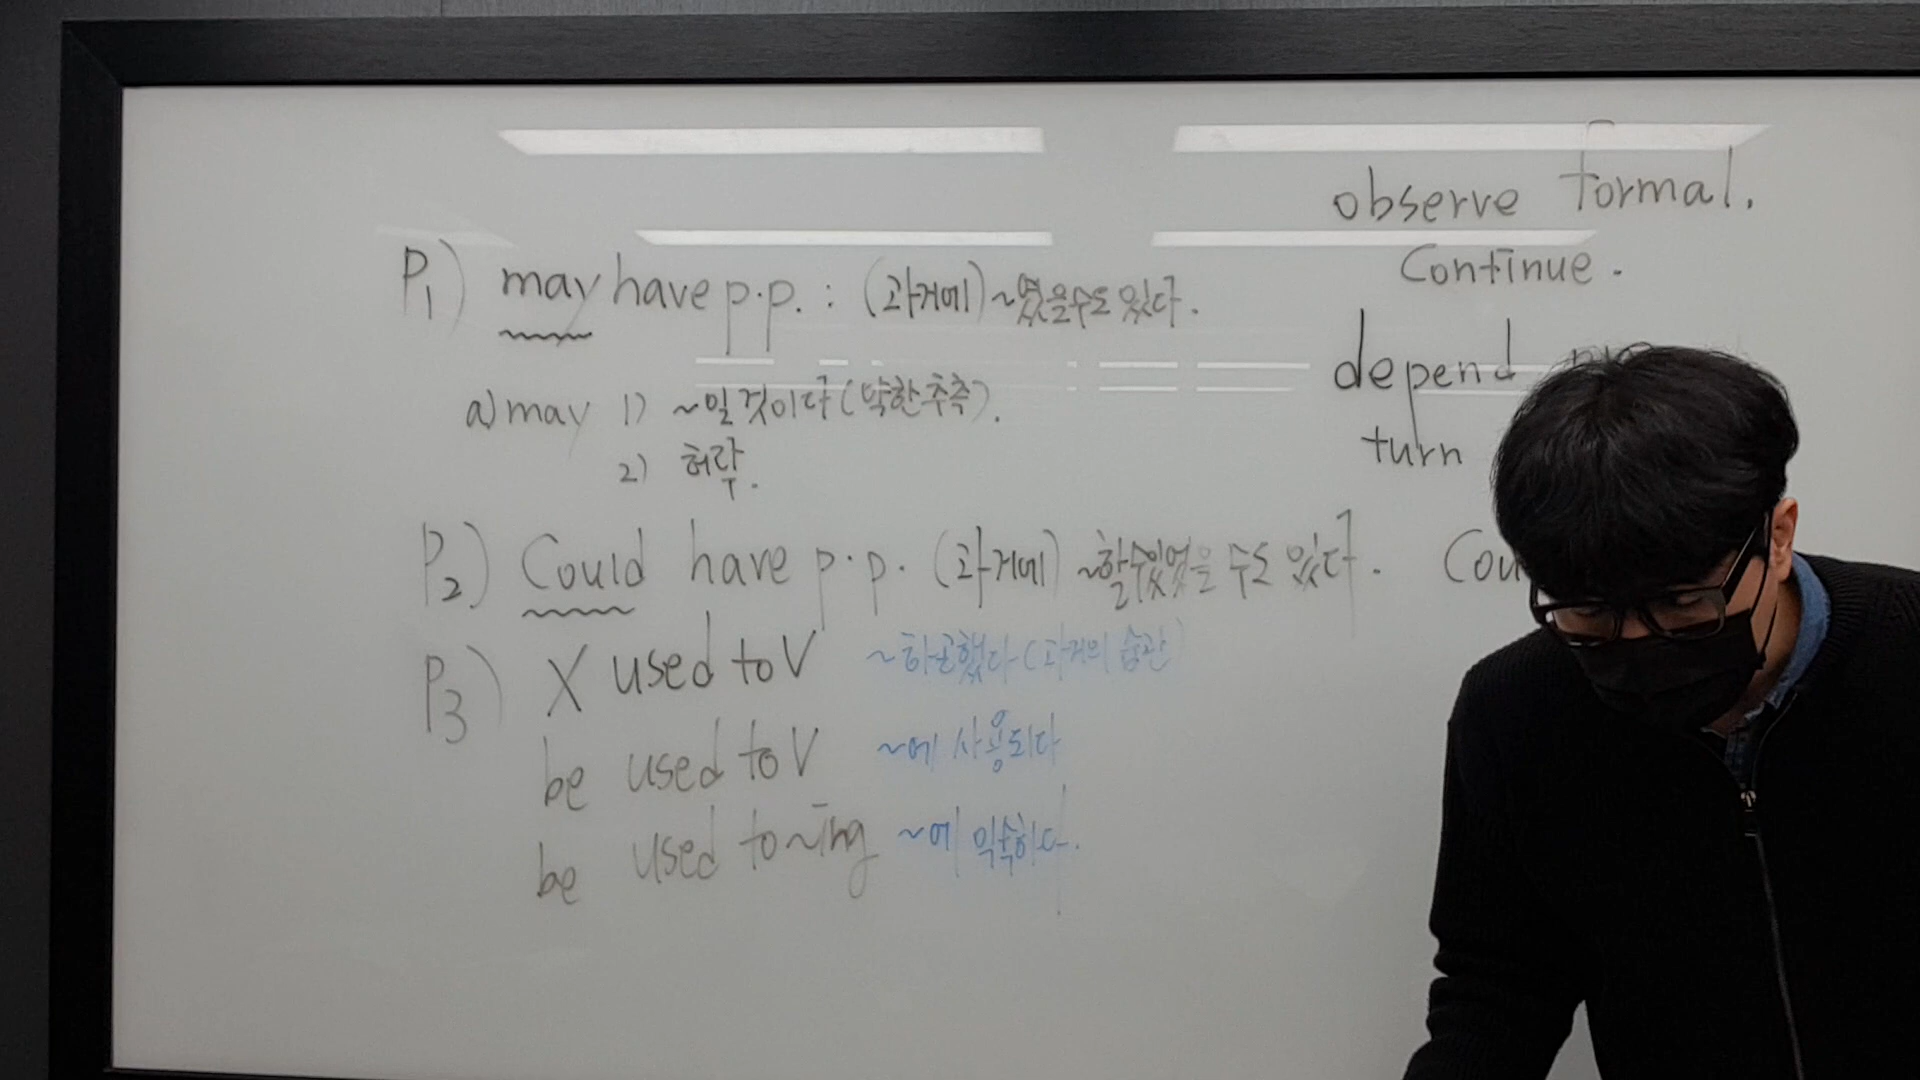 P1) may have p.p. : (과거에) ~였을수도 있다.
a) may 1) ~일 것이다 (약한 추측).
2) 허락.
P2) Could have p.p. (과거에) ~할수있었을 수도 있다.
P3) X used to V ~하곤했다 (과거의 습관)
be used to V ~에 사용되다
be used to ~ing ~에 익숙하다.
observe formal.
Continue.
depend
turn